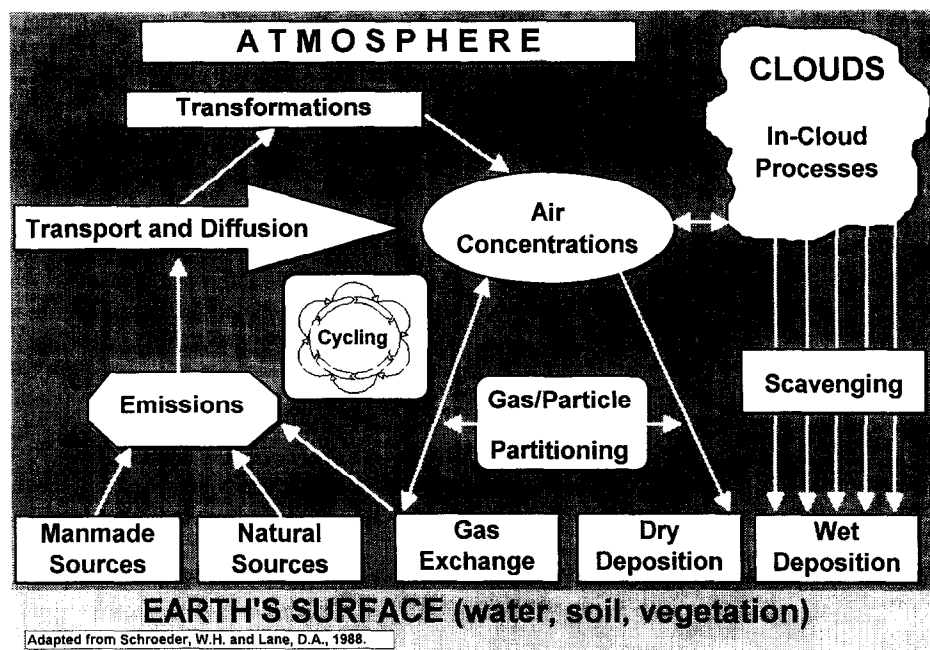 ATMOSPHERE
CLOUDS
In-Cloud
Processes
Transformations
Air
Concentrations
Transport and Diffusion
Cycling
Emissions
Gas/Particle
Partitioning
Scavenging
Manmade
Sources
Natural
Sources
Gas
Exchange
Dry
Deposition
Wet
Deposition
EARTH'S SURFACE (water, soil, vegetation)
Adapted from Schroeder, W.H. and Lane, D.A., 1988.